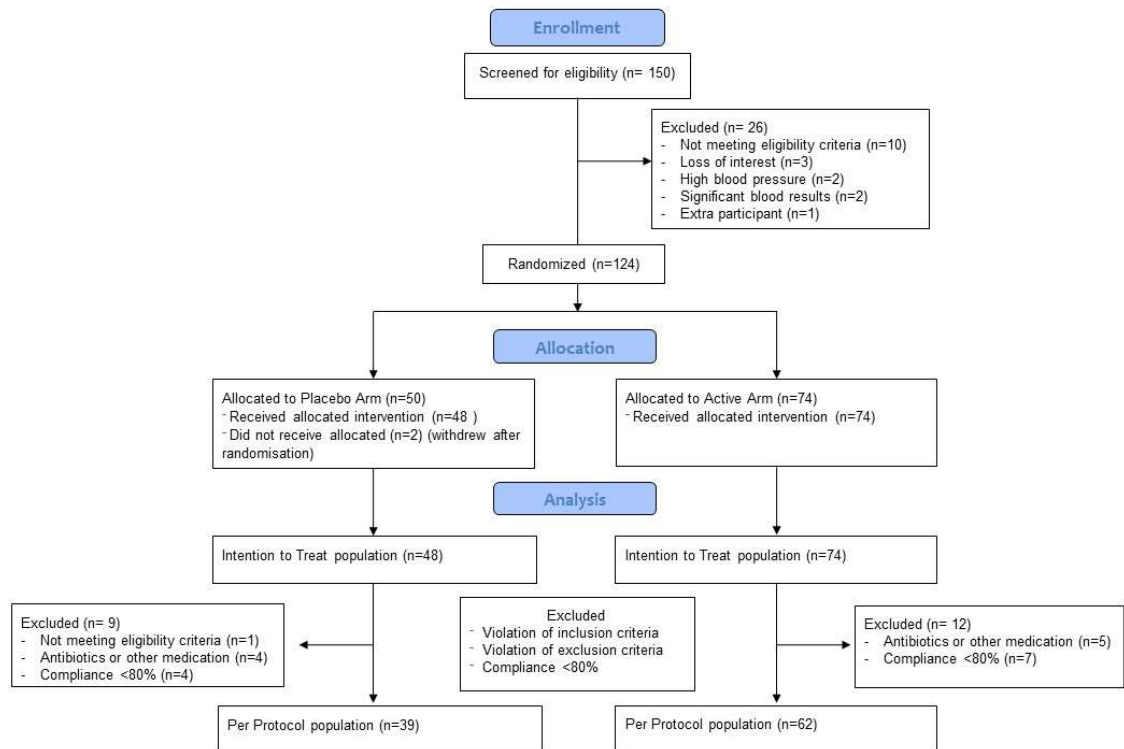 Enrollment
Screened for eligibility (n= 150)
Excluded (n= 26)
- Not meeting eligibility criteria (n=10)
- Loss of interest (n=3)
- High blood pressure (n=2)
- Significant blood results (n=2)
- Extra participant (n=1)
Randomized (n=124)
Allocation
Allocated to Placebo Arm (n=50)
- Received allocated intervention (n=48 )
- Did not receive allocated (n=2) (withdrew after
randomisation)
Allocated to Active Arm (n=74)
- Received allocated intervention (n=74)
Analysis
Intention to Treat population (n=48)
Intention to Treat population (n=74)
Excluded (n= 9)
- Not meeting eligibility criteria (n=1)
- Antibiotics or other medication (n=4)
- Compliance <80% (n=4)
Excluded
- Violation of inclusion criteria
- Violation of exclusion criteria
- Compliance <80%
Excluded (n= 12)
- Antibiotics or other medication (n=5)
- Compliance <80% (n=7)
Per Protocol population (n=39)
Per Protocol population (n=62)